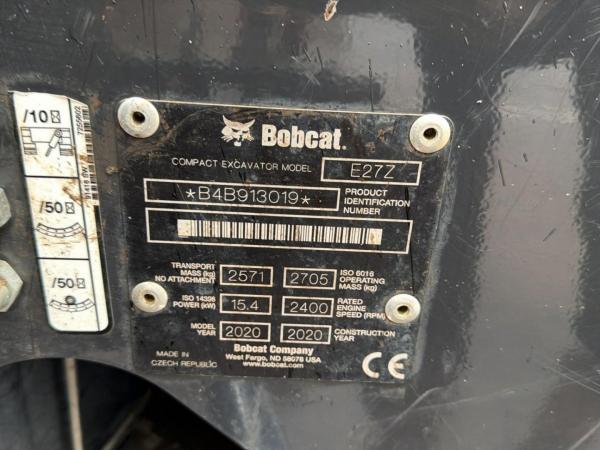 /10
/50
/50
7256602
Bobcat.
COMPACT EXCAVATOR MODEL E27Z
*B4B913019* PRODUCT IDENTIFICATION NUMBER
TRANSPORT MASS (kg) NO ATTACHMENT 2571 2705 ISO 6016 OPERATING MASS (kg)
ISO 14396 POWER (kW) 15.4 2400 RATED ENGINE SPEED (RPM)
MODEL YEAR 2020 2020 CONSTRUCTION YEAR
Bobcat Company
MADE IN CZECH REPUBLIC West Fargo, ND 58078 USA
www.bobcat.com
CE